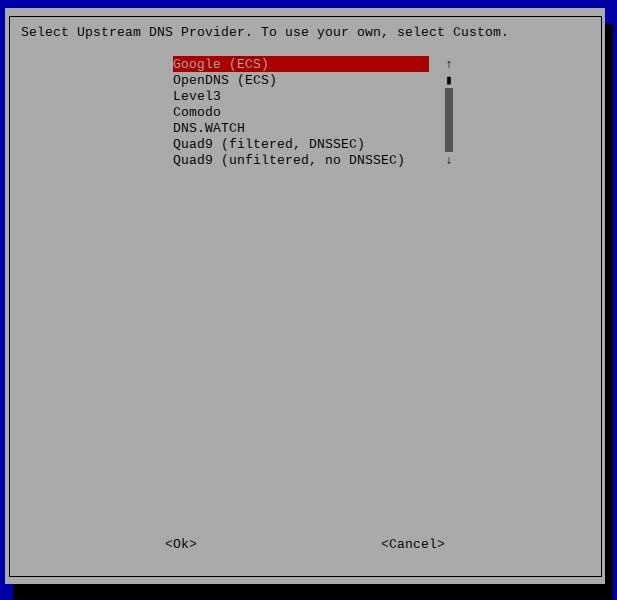 Select Upstream DNS Provider. To use your own, select Custom.
Google (ECS)
OpenDNS (ECS)
Level3
Comodo
DNS.WATCH
Quad9 (filtered, DNSSEC)
Quad9 (unfiltered, no DNSSEC)
<Ok> <Cancel>